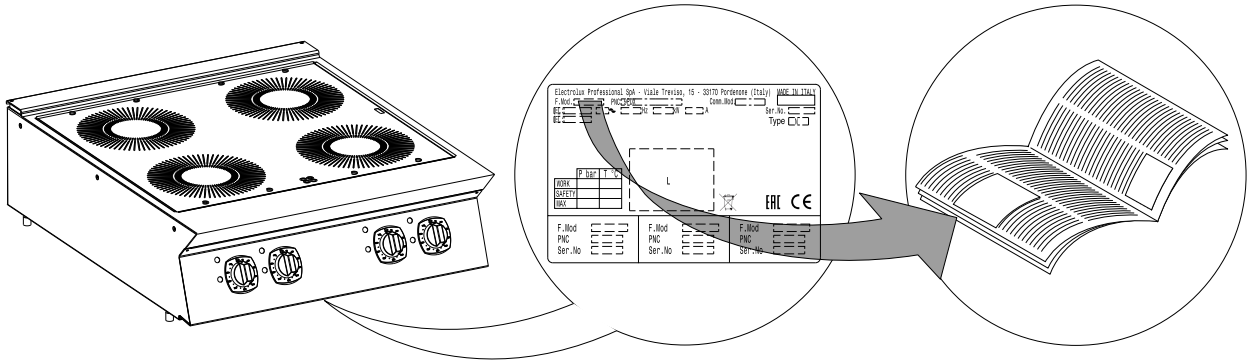 Electrolux Professional SpA - Viale Treviso, 15 - 33170 Pordenone (Italy) MADE IN ITALY
F.Mod. PNC Comm.Mod. Ser.No.
El: Hz kW A
El: Type
P bar T °C
WORK
SAFETY
MAX
L
EAC CE
F.Mod F.Mod F.Mod
PNC PNC PNC
Ser.No Ser.No Ser.No